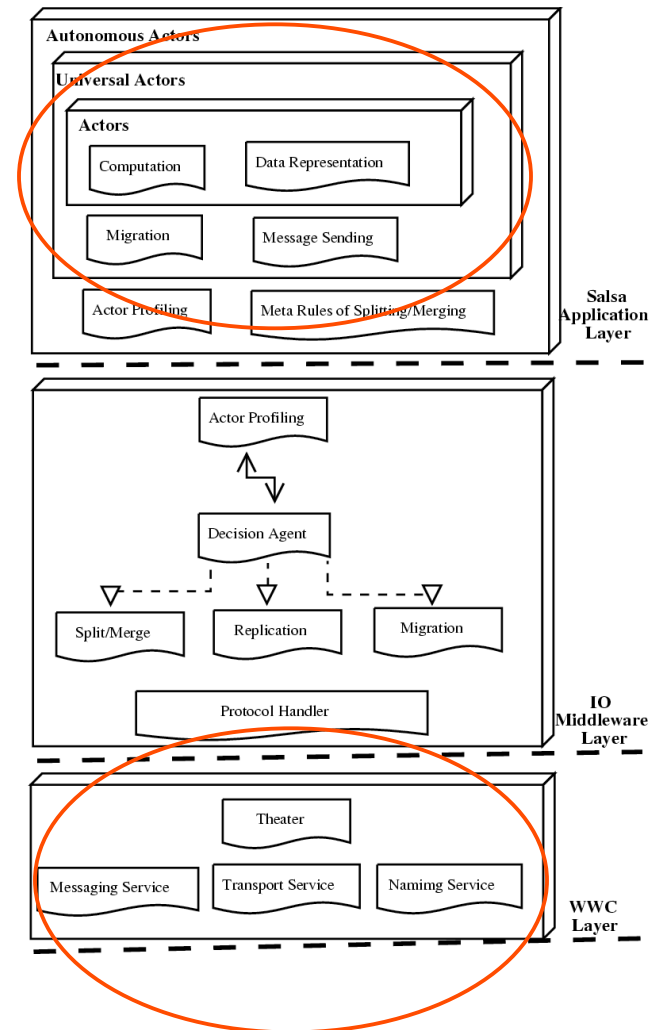 Autonomous Actors
Universal Actors
Actors
Computation
Data Representation
Migration
Message Sending
Actor Profiling
Meta Rules of Splitting/Merging
Salsa
Application
Layer
Actor Profiling
Decision Agent
Split/Merge
Replication
Migration
Protocol Handler
IO
Middleware
Layer
Theater
Messaging Service
Transport Service
Namimg Service
WWC
Layer